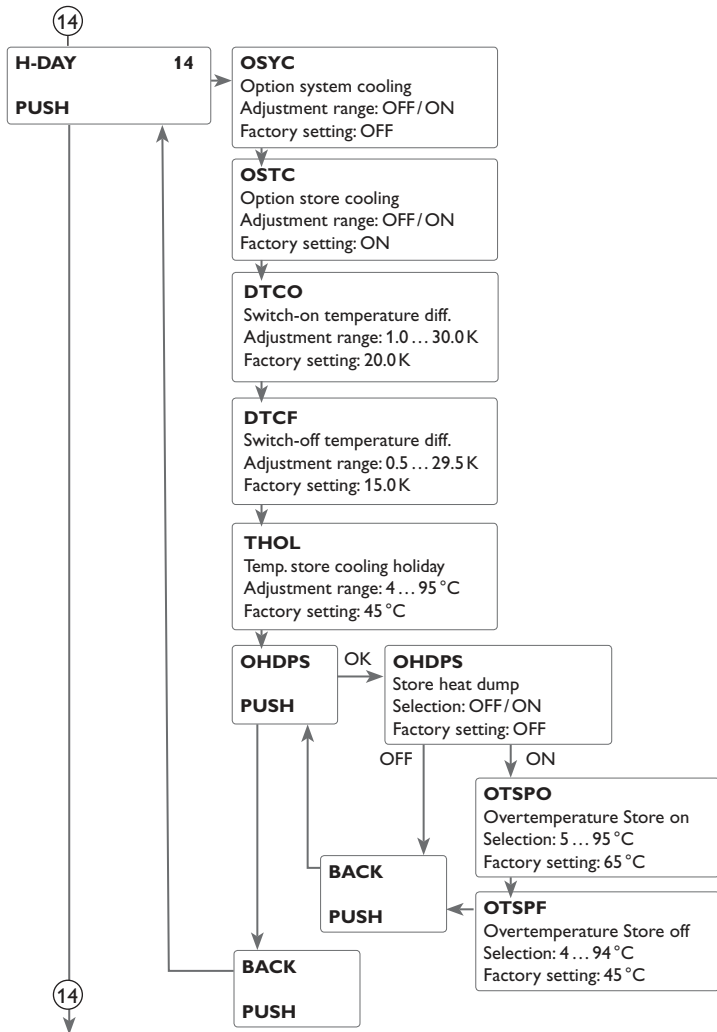 14
H-DAY 14
PUSH
OSYC
Option system cooling
Adjustment range: OFF/ON
Factory setting: OFF
OSTC
Option store cooling
Adjustment range: OFF/ON
Factory setting: ON
DTCO
Switch-on temperature diff.
Adjustment range: 1.0 … 30.0 K
Factory setting: 20.0 K
DTCF
Switch-off temperature diff.
Adjustment range: 0.5 … 29.5 K
Factory setting: 15.0 K
THOL
Temp. store cooling holiday
Adjustment range: 4 … 95 °C
Factory setting: 45 °C
OHDPS
PUSH
OK
OHDPS
Store heat dump
Selection: OFF/ON
Factory setting: OFF
OFF
ON
OTSPO
Overtemperature Store on
Selection: 5 … 95 °C
Factory setting: 65 °C
BACK
PUSH
OTSPF
Overtemperature Store off
Selection: 4 … 94 °C
Factory setting: 45 °C
BACK
PUSH
14